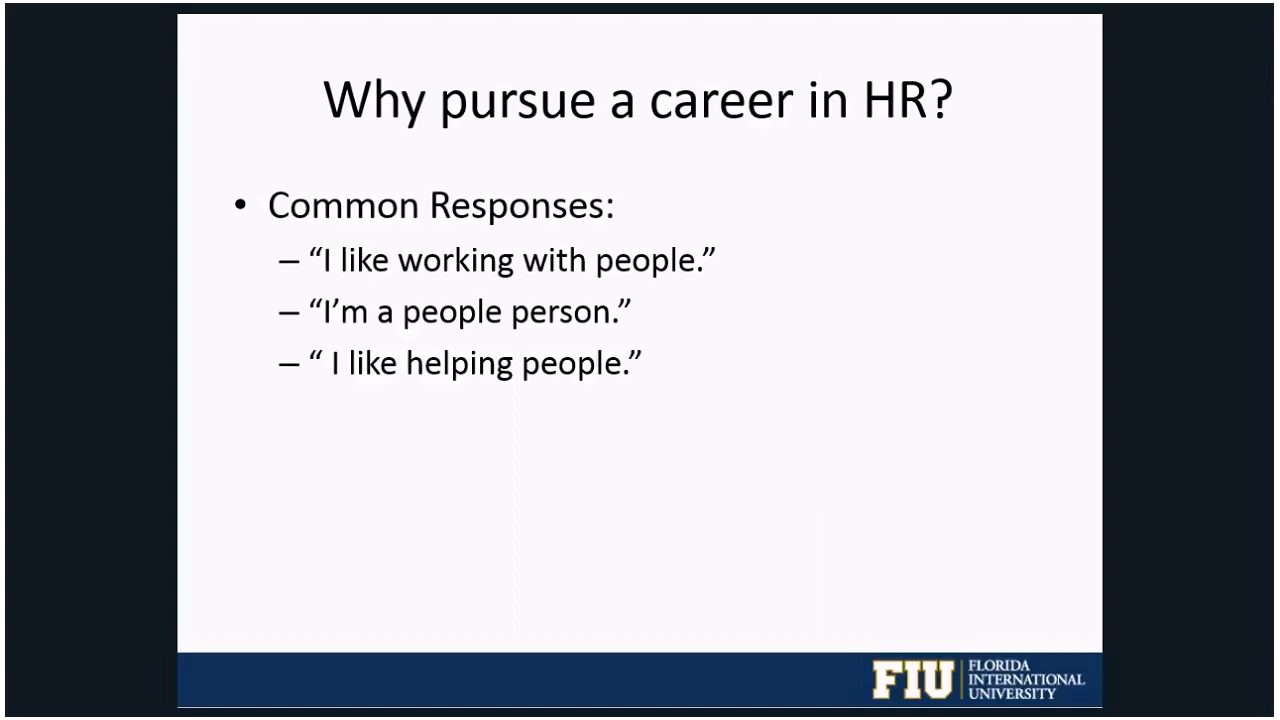 Why pursue a career in HR?
• Common Responses:
– “I like working with people.”
– “I’m a people person.”
– “ I like helping people.”
FIU
FLORIDA
INTERNATIONAL
UNIVERSITY